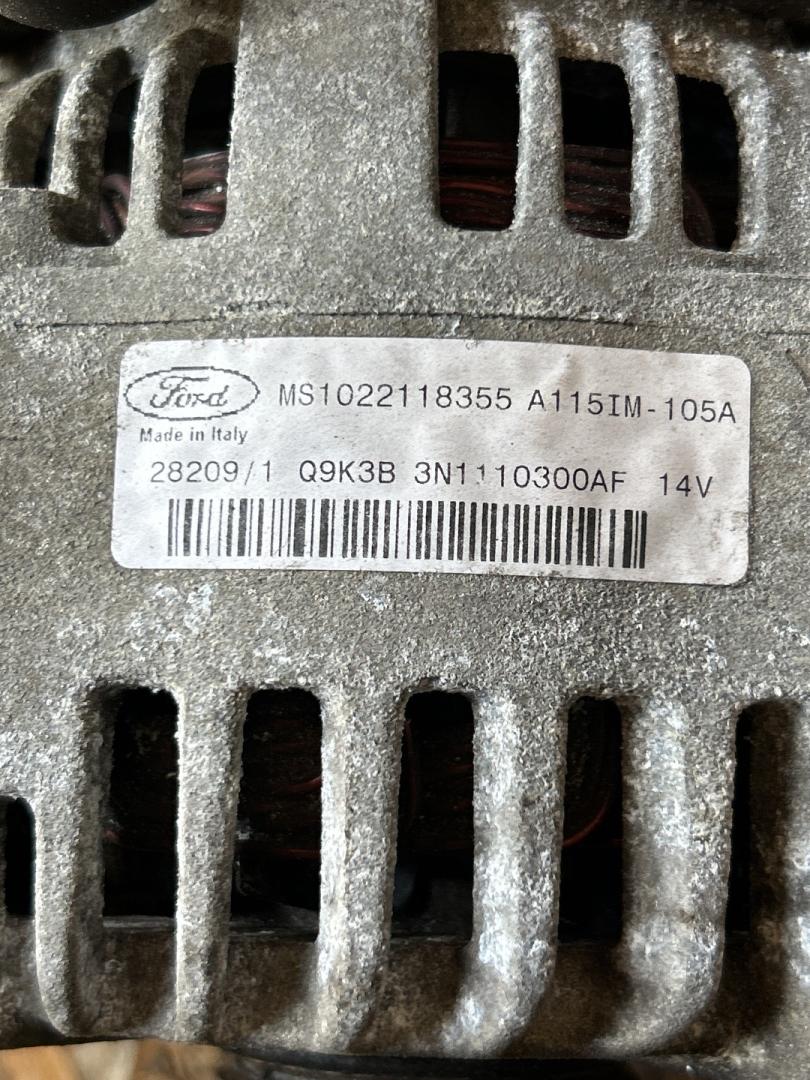 Ford MS1022118355 A115IM-105A
Made in Italy
28209/1 Q9K3B 3N1110300AF 14V